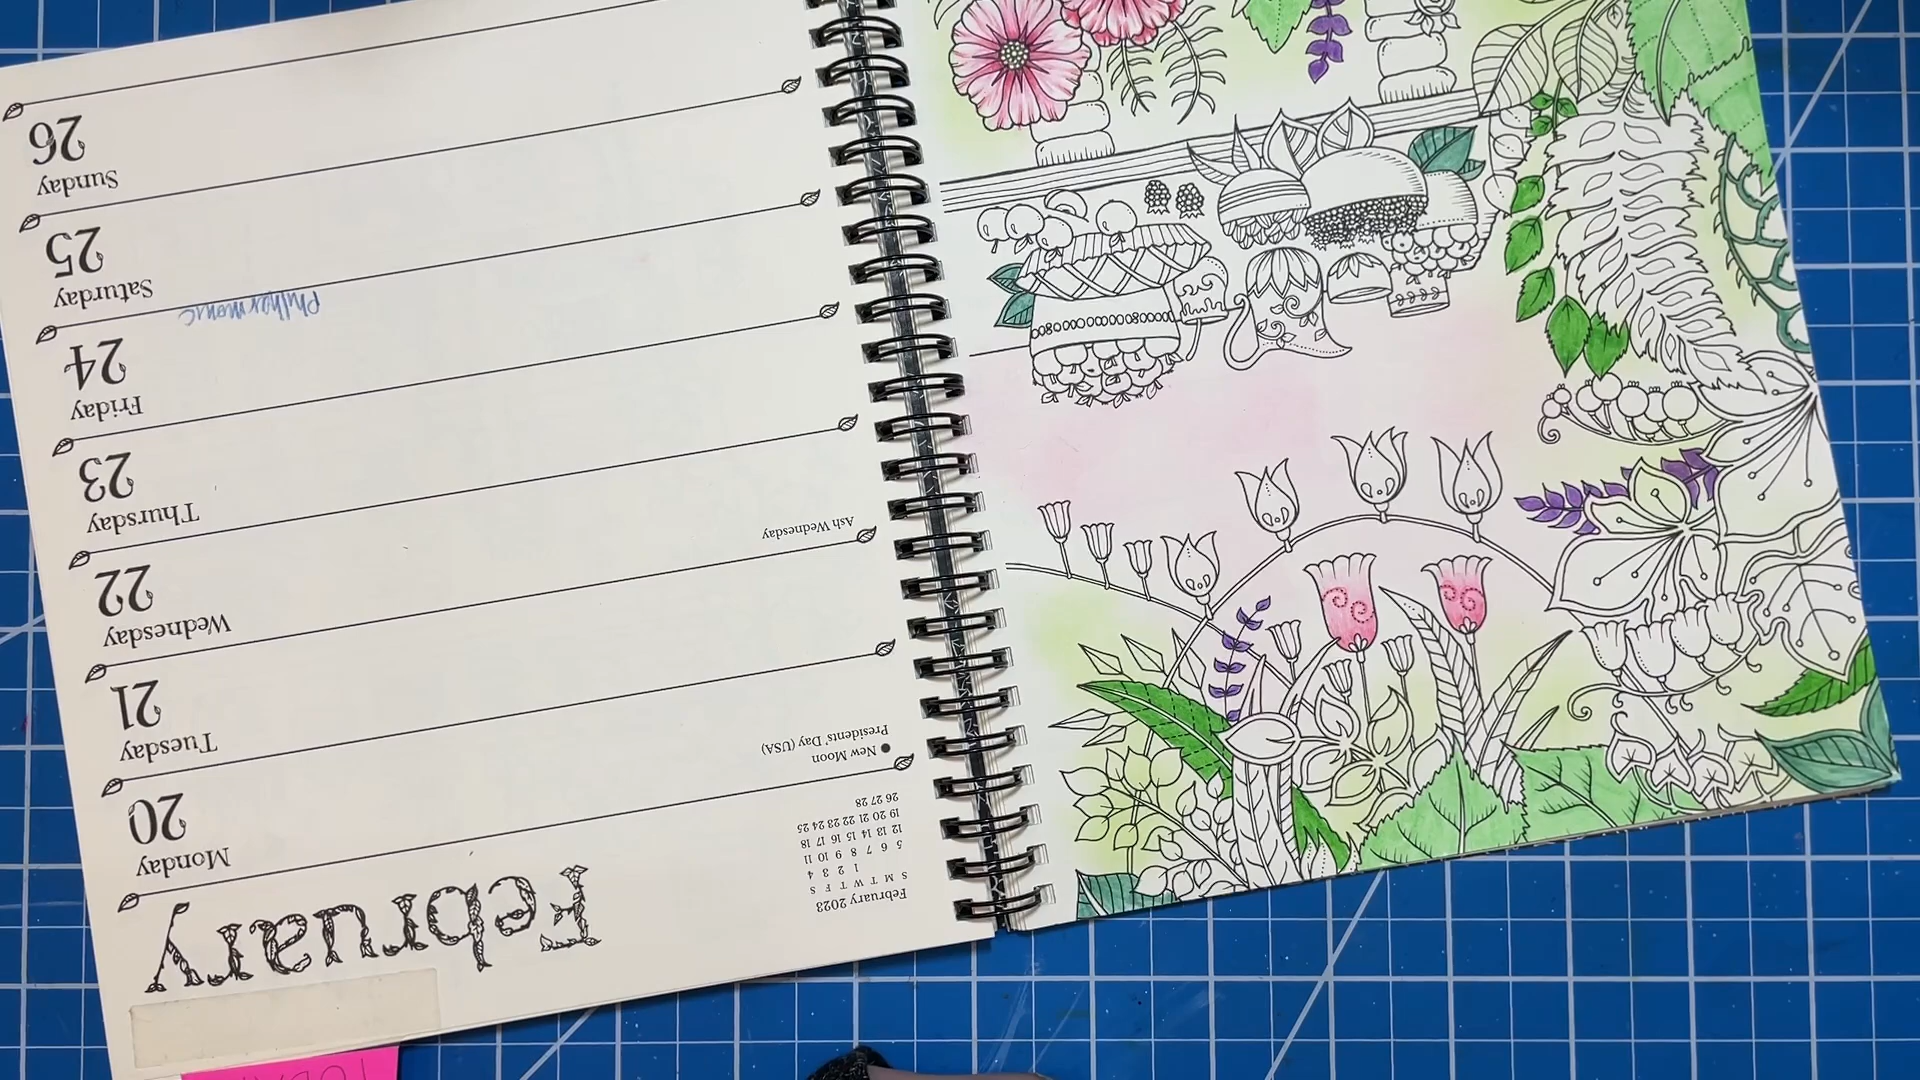 February
February 2023
S M T W T F S
1 2 3 4
5 6 7 8 9 10 11
12 13 14 15 16 17 18
19 20 21 22 23 24 25
26 27 28
Monday
20
New Moon
Presidents' Day (USA)
Tuesday
21
Wednesday
22
Ash Wednesday
Thursday
23
Friday
24
Philharmonic
Saturday
25
Sunday
26